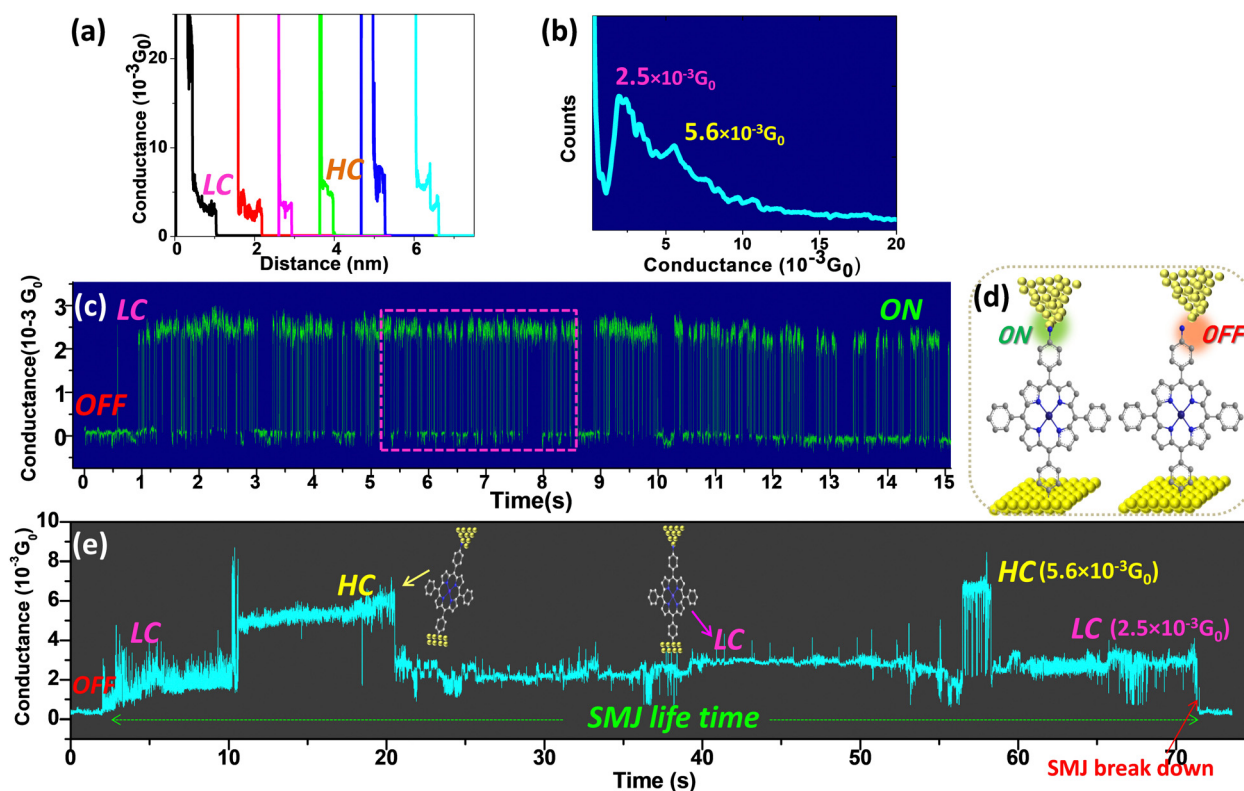 (a)
Conductance (10⁻³G₀)
20
10
0
LC
HC
0 2 4 6
Distance (nm)
(b)
Counts
2.5×10⁻³G₀
5.6×10⁻³G₀
5 10 15 20
Conductance (10⁻³G₀)
(c)
Conductance(10-3 G₀)
3
2
1
0
LC
ON
OFF
0 1 2 3 4 5 6 7 8 9 10 11 12 13 14 15
Time(s)
(d)
ON
OFF
(e)
Conductance (10⁻³G₀)
10
8
6
4
2
0
OFF
LC
HC
LC
HC (5.6×10⁻³G₀)
LC (2.5×10⁻³G₀)
SMJ life time
0 10 20 30 40 50 60 70
SMJ break down
Time (s)